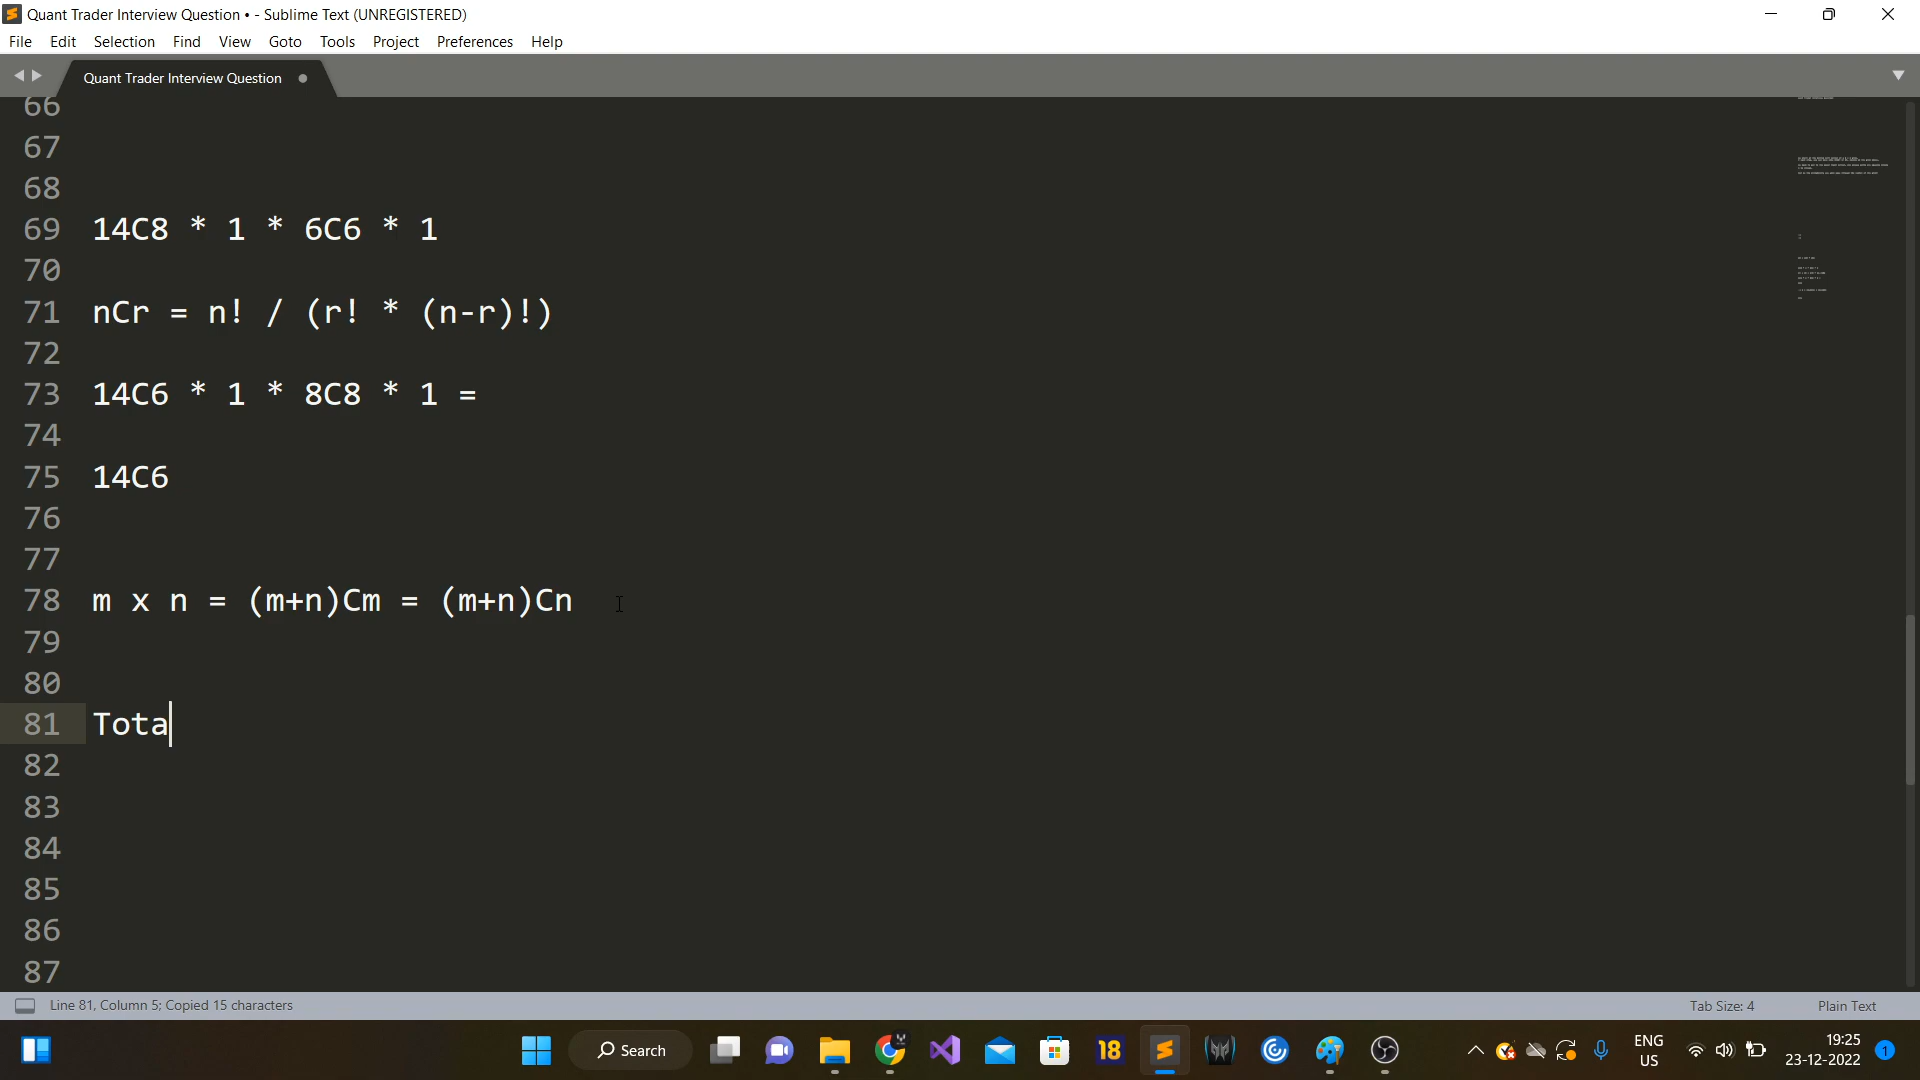 Quant Trader Interview Question • - Sublime Text (UNREGISTERED)
File Edit Selection Find View Goto Tools Project Preferences Help
Quant Trader Interview Question
66
67
68
69 14C8 * 1 * 6C6 * 1
70
71 nCr = n! / (r! * (n-r)!)
72
73 14C6 * 1 * 8C8 * 1 =
74
75 14C6
76
77
78 m x n = (m+n)Cm = (m+n)Cn
79
80
81 Tota
82
83
84
85
86
87
Line 81, Column 5; Copied 15 characters Tab Size: 4 Plain Text
Search 18 ENG US 19:25 23-12-2022 1